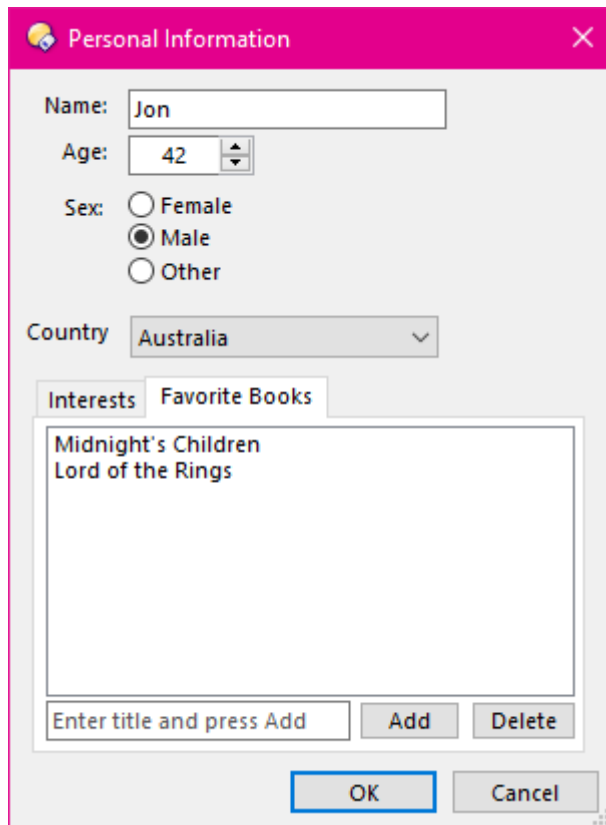 Personal Information
Name: Jon
Age: 42
Sex: Female
Male
Other
Country Australia
Interests Favorite Books
Midnight's Children
Lord of the Rings
Enter title and press Add Add Delete
OK Cancel